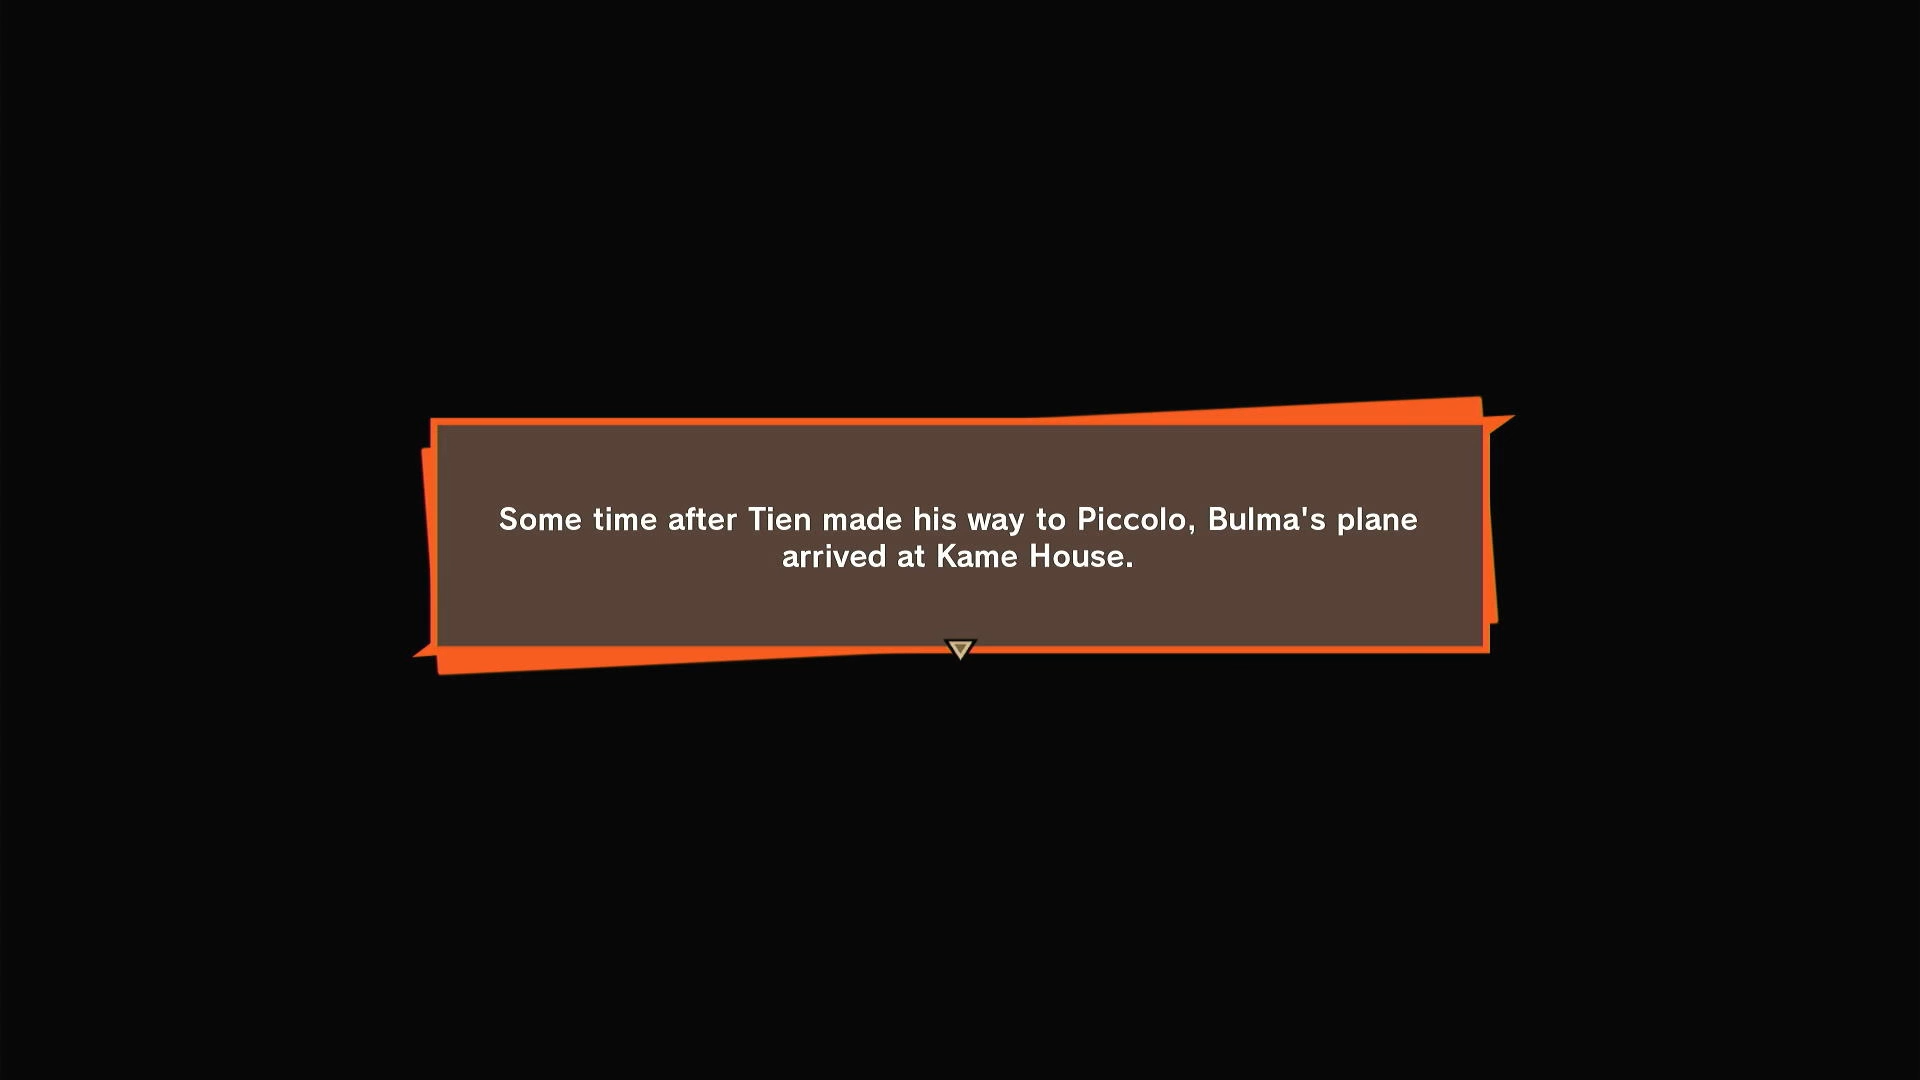 Some time after Tien made his way to Piccolo, Bulma's plane
arrived at Kame House.